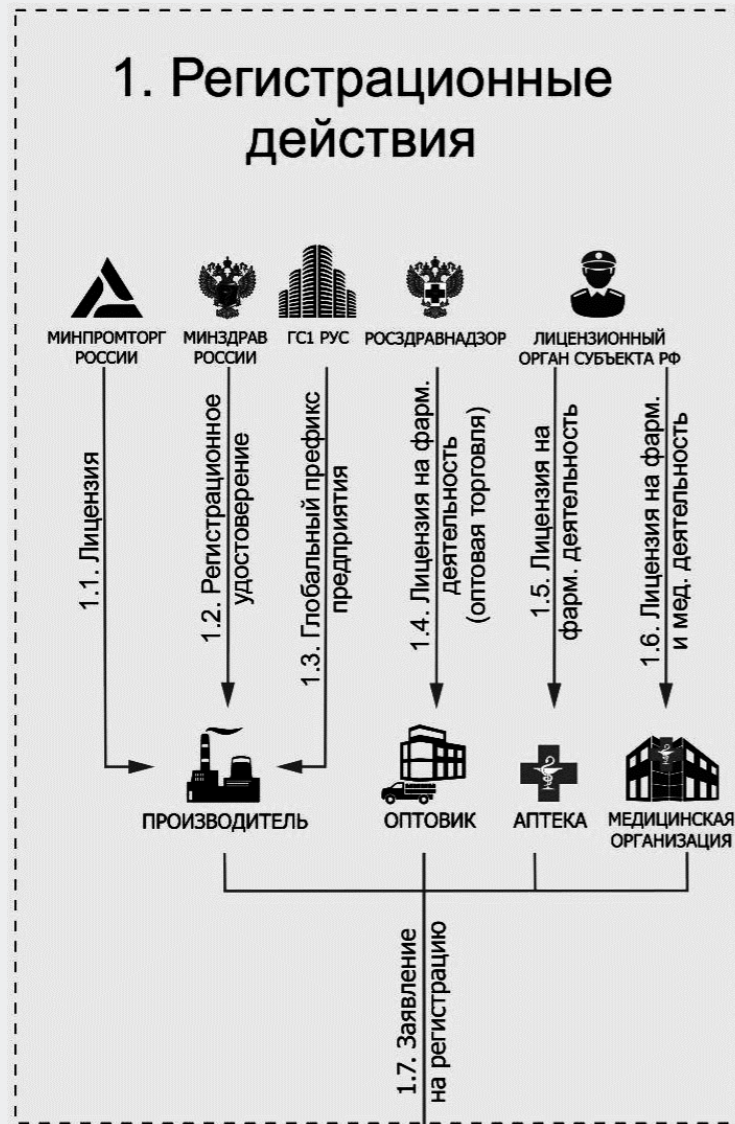 1. Регистрационные
действия
МИНПРОМТОРГ
РОССИИ
МИНЗДРАВ
РОССИИ
ГС1 РУС
РОСЗДРАВНАДЗОР
ЛИЦЕНЗИОННЫЙ
ОРГАН СУБЪЕКТА РФ
1.1. Лицензия
1.2. Регистрационное
удостоверение
1.3. Глобальный префикс
предприятия
1.4. Лицензия на фарм.
деятельность
(оптовая торговля)
1.5. Лицензия на
фарм. деятельность
1.6. Лицензия на фарм.
и мед. деятельность
ПРОИЗВОДИТЕЛЬ
ОПТОВИК
АПТЕКА
МЕДИЦИНСКАЯ
ОРГАНИЗАЦИЯ
1.7. Заявление
на регистрацию